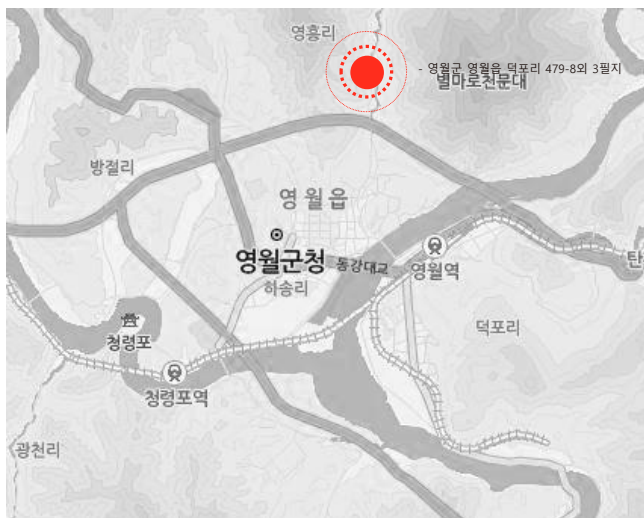 영흥리
- 영월군 영월읍 덕포리 479-8외 3필지
별마로천문대
방절리
영월읍
영월군청
동강대교
영월역
탄
하송리
청령포
덕포리
청령포역
광천리